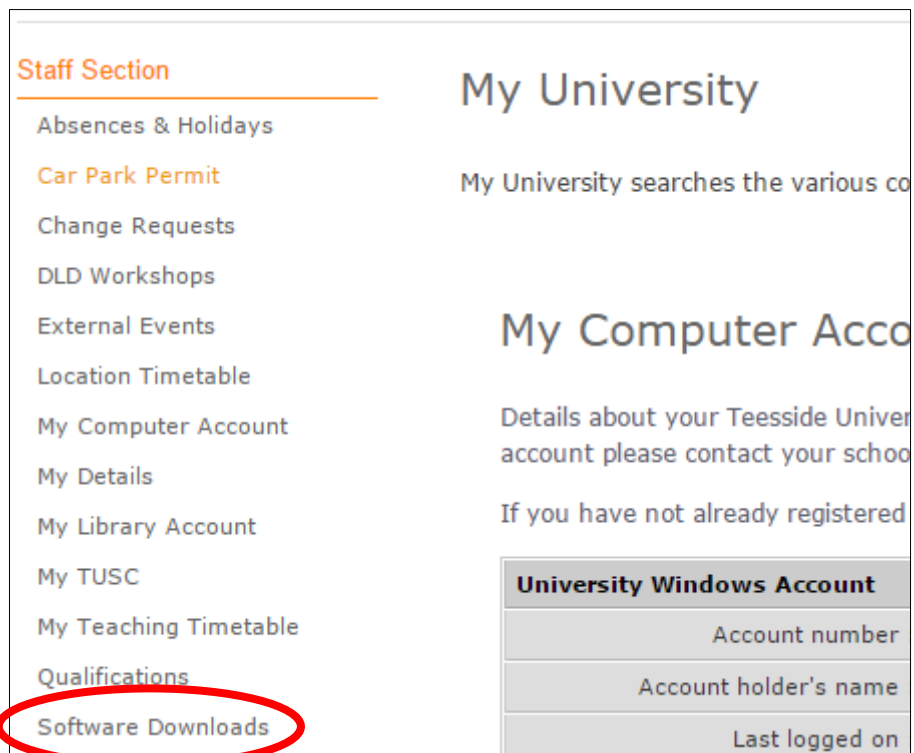 Staff Section
Absences & Holidays
Car Park Permit
Change Requests
DLD Workshops
External Events
Location Timetable
My Computer Account
My Details
My Library Account
My TUSC
My Teaching Timetable
Qualifications
Software Downloads
My University
My University searches the various co
My Computer Acco
Details about your Teesside Univer
account please contact your schoo
If you have not already registered
University Windows Account
Account number :
Account holder's name :
Last logged on :